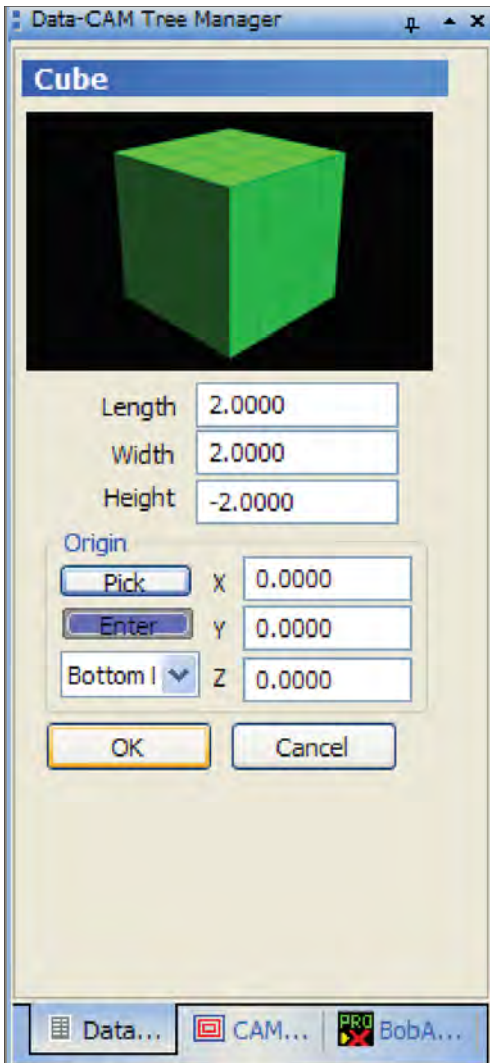 Data-CAM Tree Manager
Cube
Length 2.0000
Width 2.0000
Height -2.0000
Origin
Pick X 0.0000
Enter Y 0.0000
Bottom l Z 0.0000
OK Cancel
Data... CAM... PRO BobA...